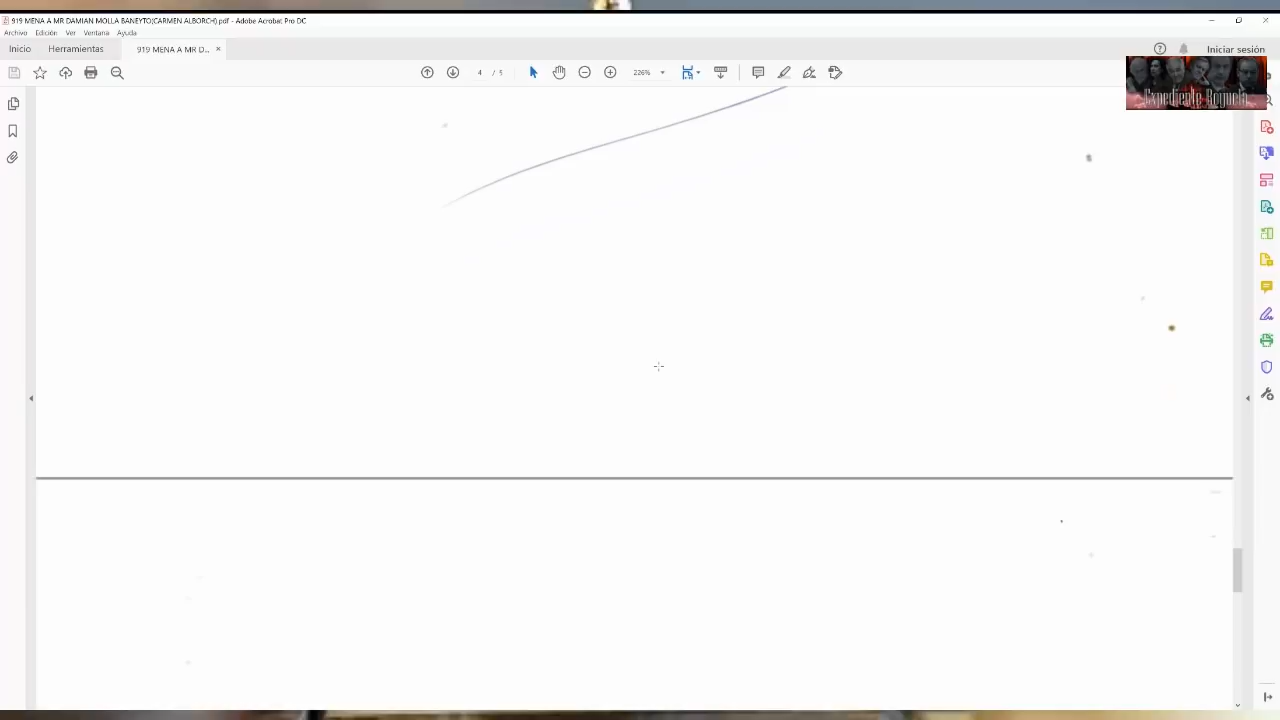 919 MENA A MR DAMIAN MOLLA BANEYTO(CARMEN ALBORCH).pdf - Adobe Acrobat Pro DC
Archivo Edición Ver Ventana Ayuda
Inicio Herramientas 919 MENA A MR D... × Iniciar sesión
4 / 5 226%
Expediente Royuela